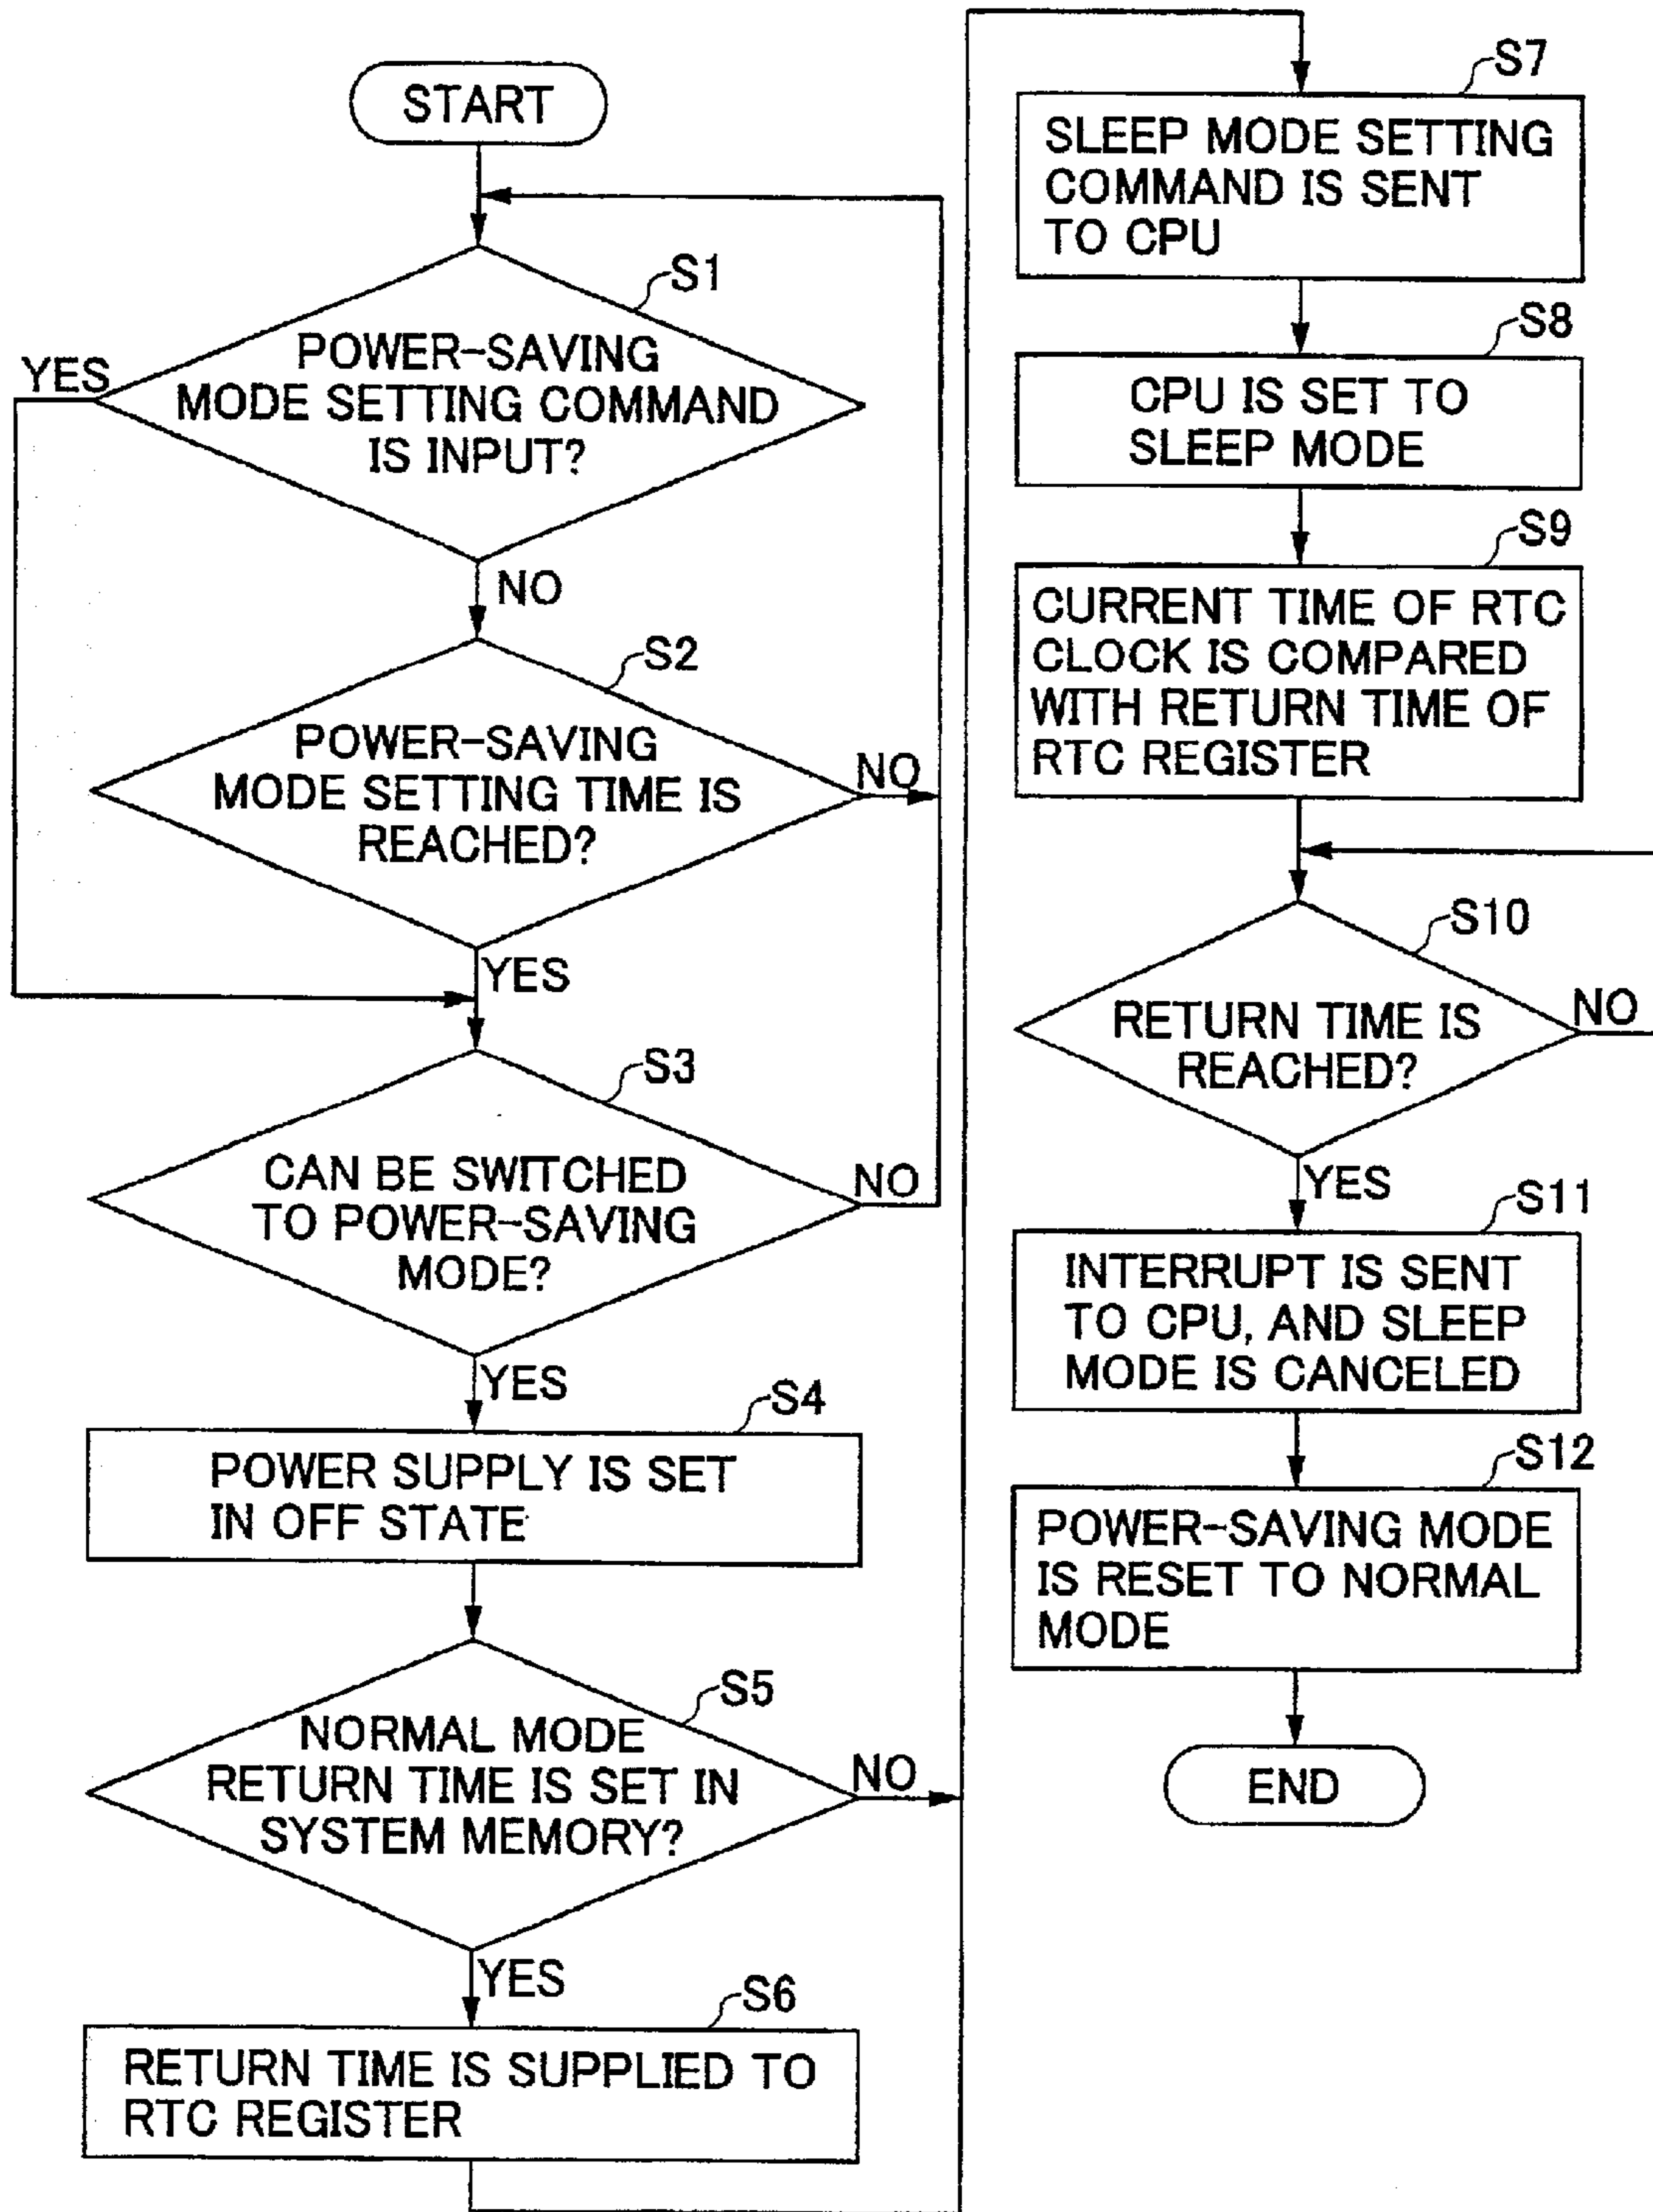 START
S1
POWER-SAVING
MODE SETTING COMMAND
IS INPUT?
YES
NO
S2
POWER-SAVING
MODE SETTING TIME IS
REACHED?
NO
YES
S3
CAN BE SWITCHED
TO POWER-SAVING
MODE?
NO
YES
S4
POWER SUPPLY IS SET
IN OFF STATE
S5
NORMAL MODE
RETURN TIME IS SET IN
SYSTEM MEMORY?
NO
YES
S6
RETURN TIME IS SUPPLIED TO
RTC REGISTER
S7
SLEEP MODE SETTING
COMMAND IS SENT
TO CPU
S8
CPU IS SET TO
SLEEP MODE
S9
CURRENT TIME OF RTC
CLOCK IS COMPARED
WITH RETURN TIME OF
RTC REGISTER
S10
RETURN TIME IS
REACHED?
NO
YES
S11
INTERRUPT IS SENT
TO CPU, AND SLEEP
MODE IS CANCELED
S12
POWER-SAVING MODE
IS RESET TO NORMAL
MODE
END